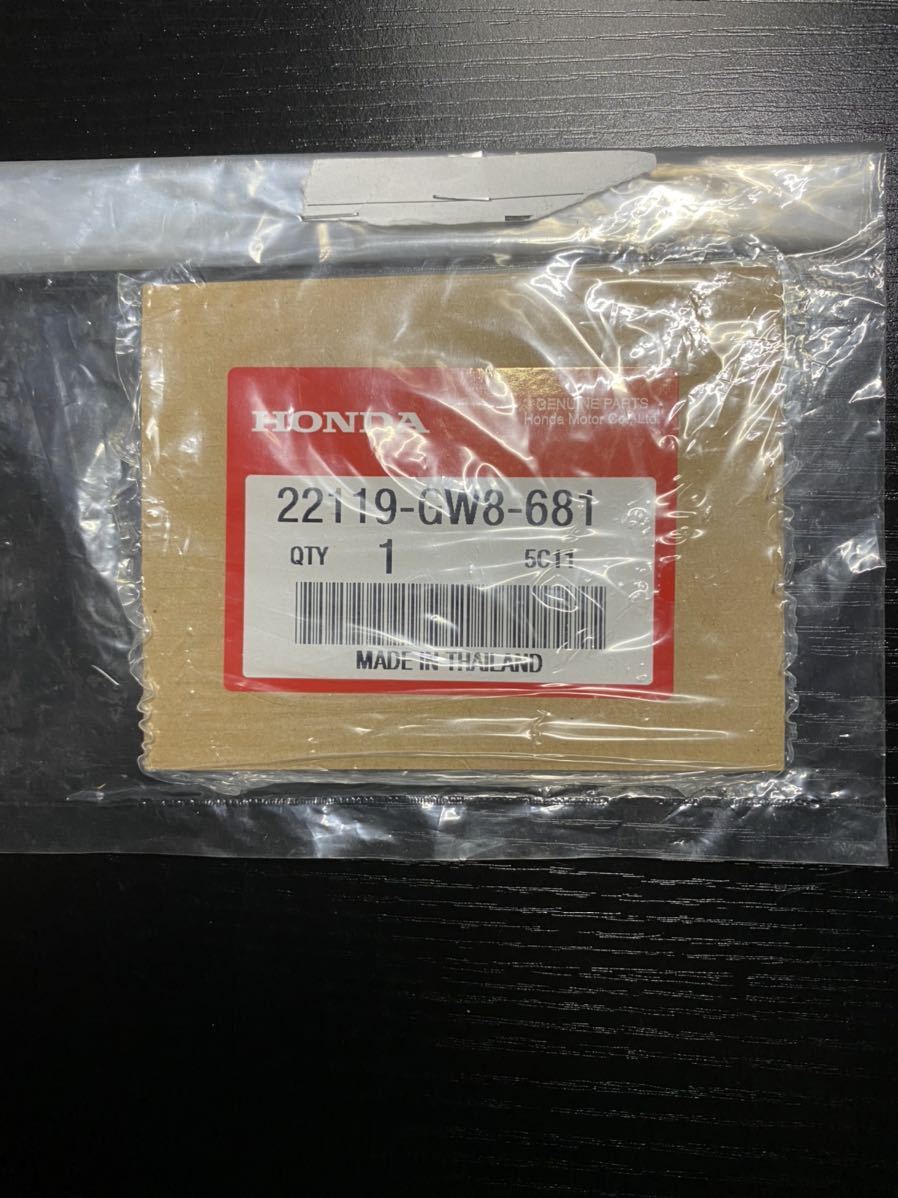 HONDA
GENUINE PARTS
Honda Motor Co., Ltd.
22119-GW8-681
QTY 1 5C11
MADE IN THAILAND